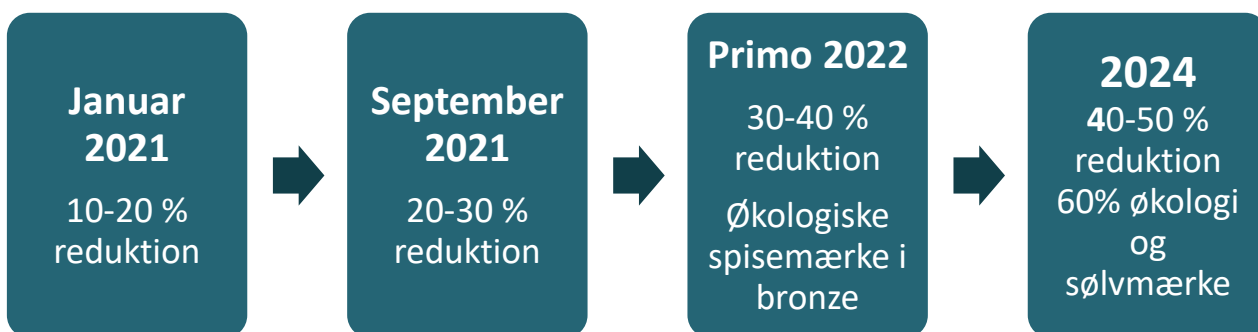 Januar
2021
10-20 %
reduktion
September
2021
20-30 %
reduktion
Primo 2022
30-40 %
reduktion
Økologiske
spisemærke i
bronze
2024
40-50 %
reduktion
60% økologi
og
sølvmærke